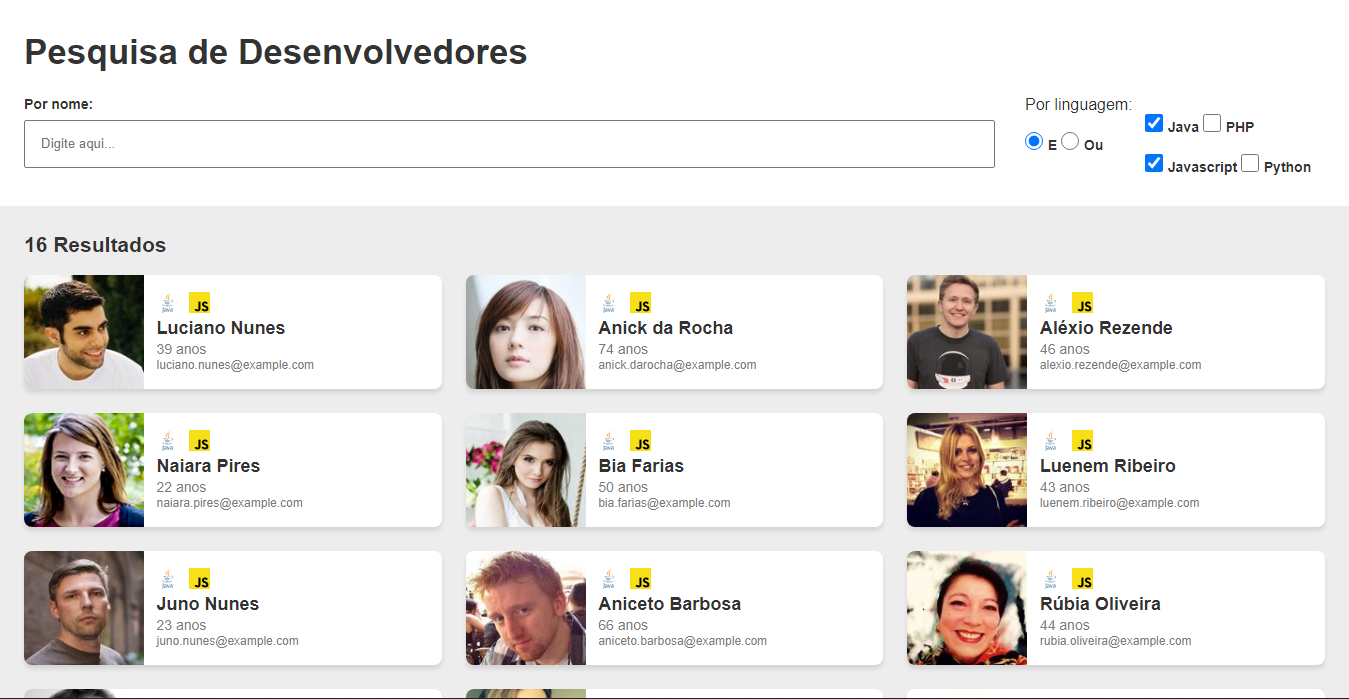 Pesquisa de Desenvolvedores
Por nome:
Digite aqui...
Por linguagem:
E Ou
Java PHP
Javascript Python
16 Resultados
Java JS
Luciano Nunes
39 anos
luciano.nunes@example.com
Java JS
Anick da Rocha
74 anos
anick.darocha@example.com
Java JS
Aléxio Rezende
46 anos
alexio.rezende@example.com
Java JS
Naiara Pires
22 anos
naiara.pires@example.com
Java JS
Bia Farias
50 anos
bia.farias@example.com
Java JS
Luenem Ribeiro
43 anos
luenem.ribeiro@example.com
Java JS
Juno Nunes
23 anos
juno.nunes@example.com
Java JS
Aniceto Barbosa
66 anos
aniceto.barbosa@example.com
Java JS
Rúbia Oliveira
44 anos
rubia.oliveira@example.com